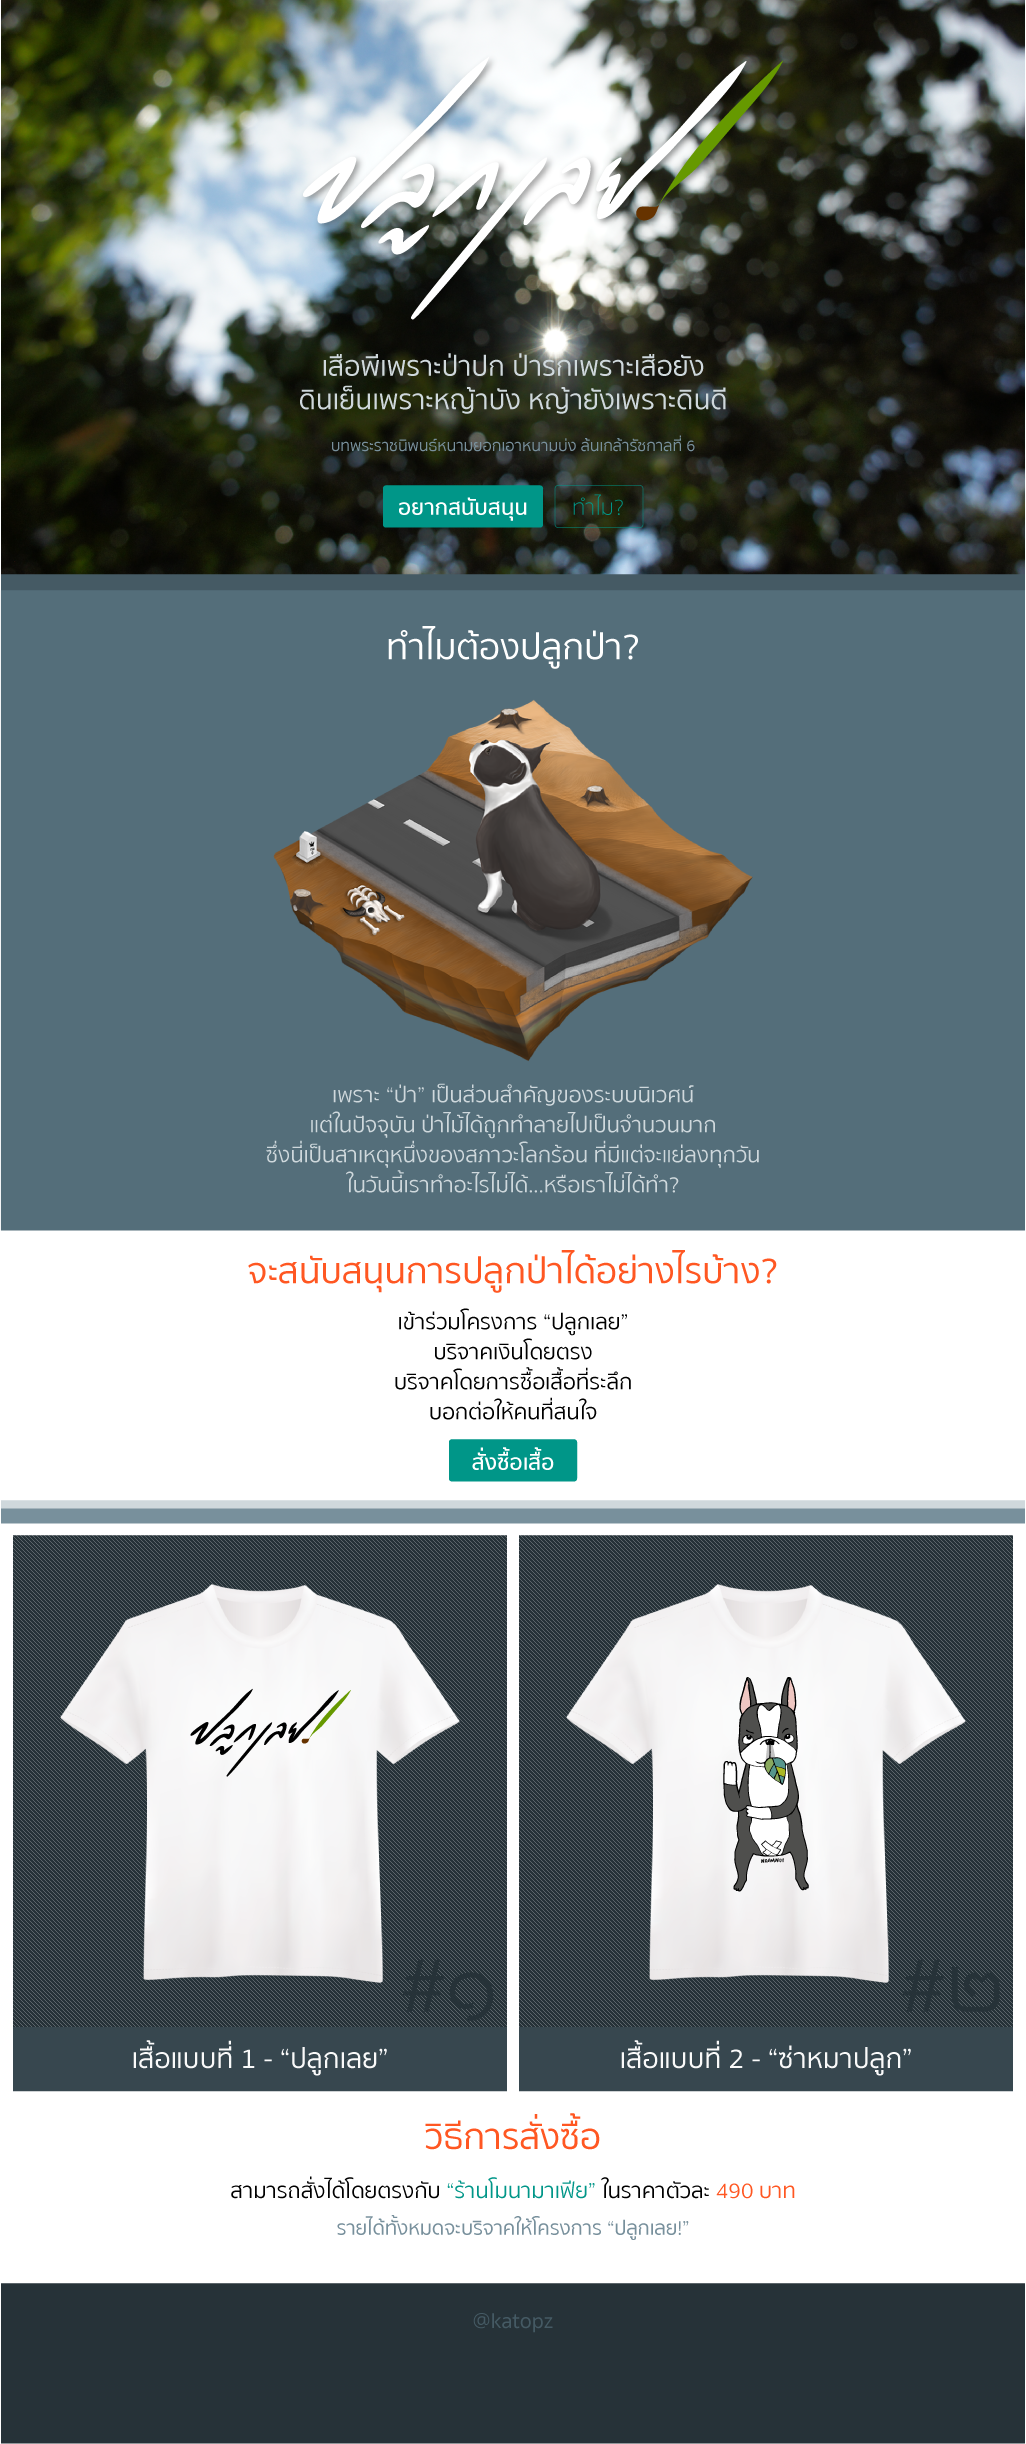 ปลูกเลย!
เสือพีเพราะป่าปก ป่ารกเพราะเสือยัง
ดินเย็นเพราะหญ้าบัง หญ้ายังเพราะดินดี
บทพระราชนิพนธ์หนามยอกเอาหนามบ่ง ล้นเกล้ารัชกาลที่ 6
อยากสนับสนุน ทำไม?
ทำไมต้องปลูกป่า?
เพราะ “ป่า” เป็นส่วนสำคัญของระบบนิเวศน์
แต่ในปัจจุบัน ป่าไม้ได้ถูกทำลายไปเป็นจำนวนมาก
ซึ่งนี่เป็นสาเหตุหนึ่งของสภาวะโลกร้อน ที่มีแต่จะแย่ลงทุกวัน
ในวันนี้เราทำอะไรไม่ได้...หรือเราไม่ได้ทำ?
จะสนับสนุนการปลูกป่าได้อย่างไรบ้าง?
เข้าร่วมโครงการ “ปลูกเลย”
บริจาคเงินโดยตรง
บริจาคโดยการซื้อเสื้อที่ระลึก
บอกต่อให้คนที่สนใจ
สั่งซื้อเสื้อ
ปลูกเลย!
#๑
#๒
เสื้อแบบที่ 1 - “ปลูกเลย”
เสื้อแบบที่ 2 - “ซ่าหมาปลูก”
วิธีการสั่งซื้อ
สามารถสั่งได้โดยตรงกับ “ร้านโมนามาเฟีย” ในราคาตัวละ 490 บาท
รายได้ทั้งหมดจะบริจาคให้โครงการ “ปลูกเลย!”
@katopz